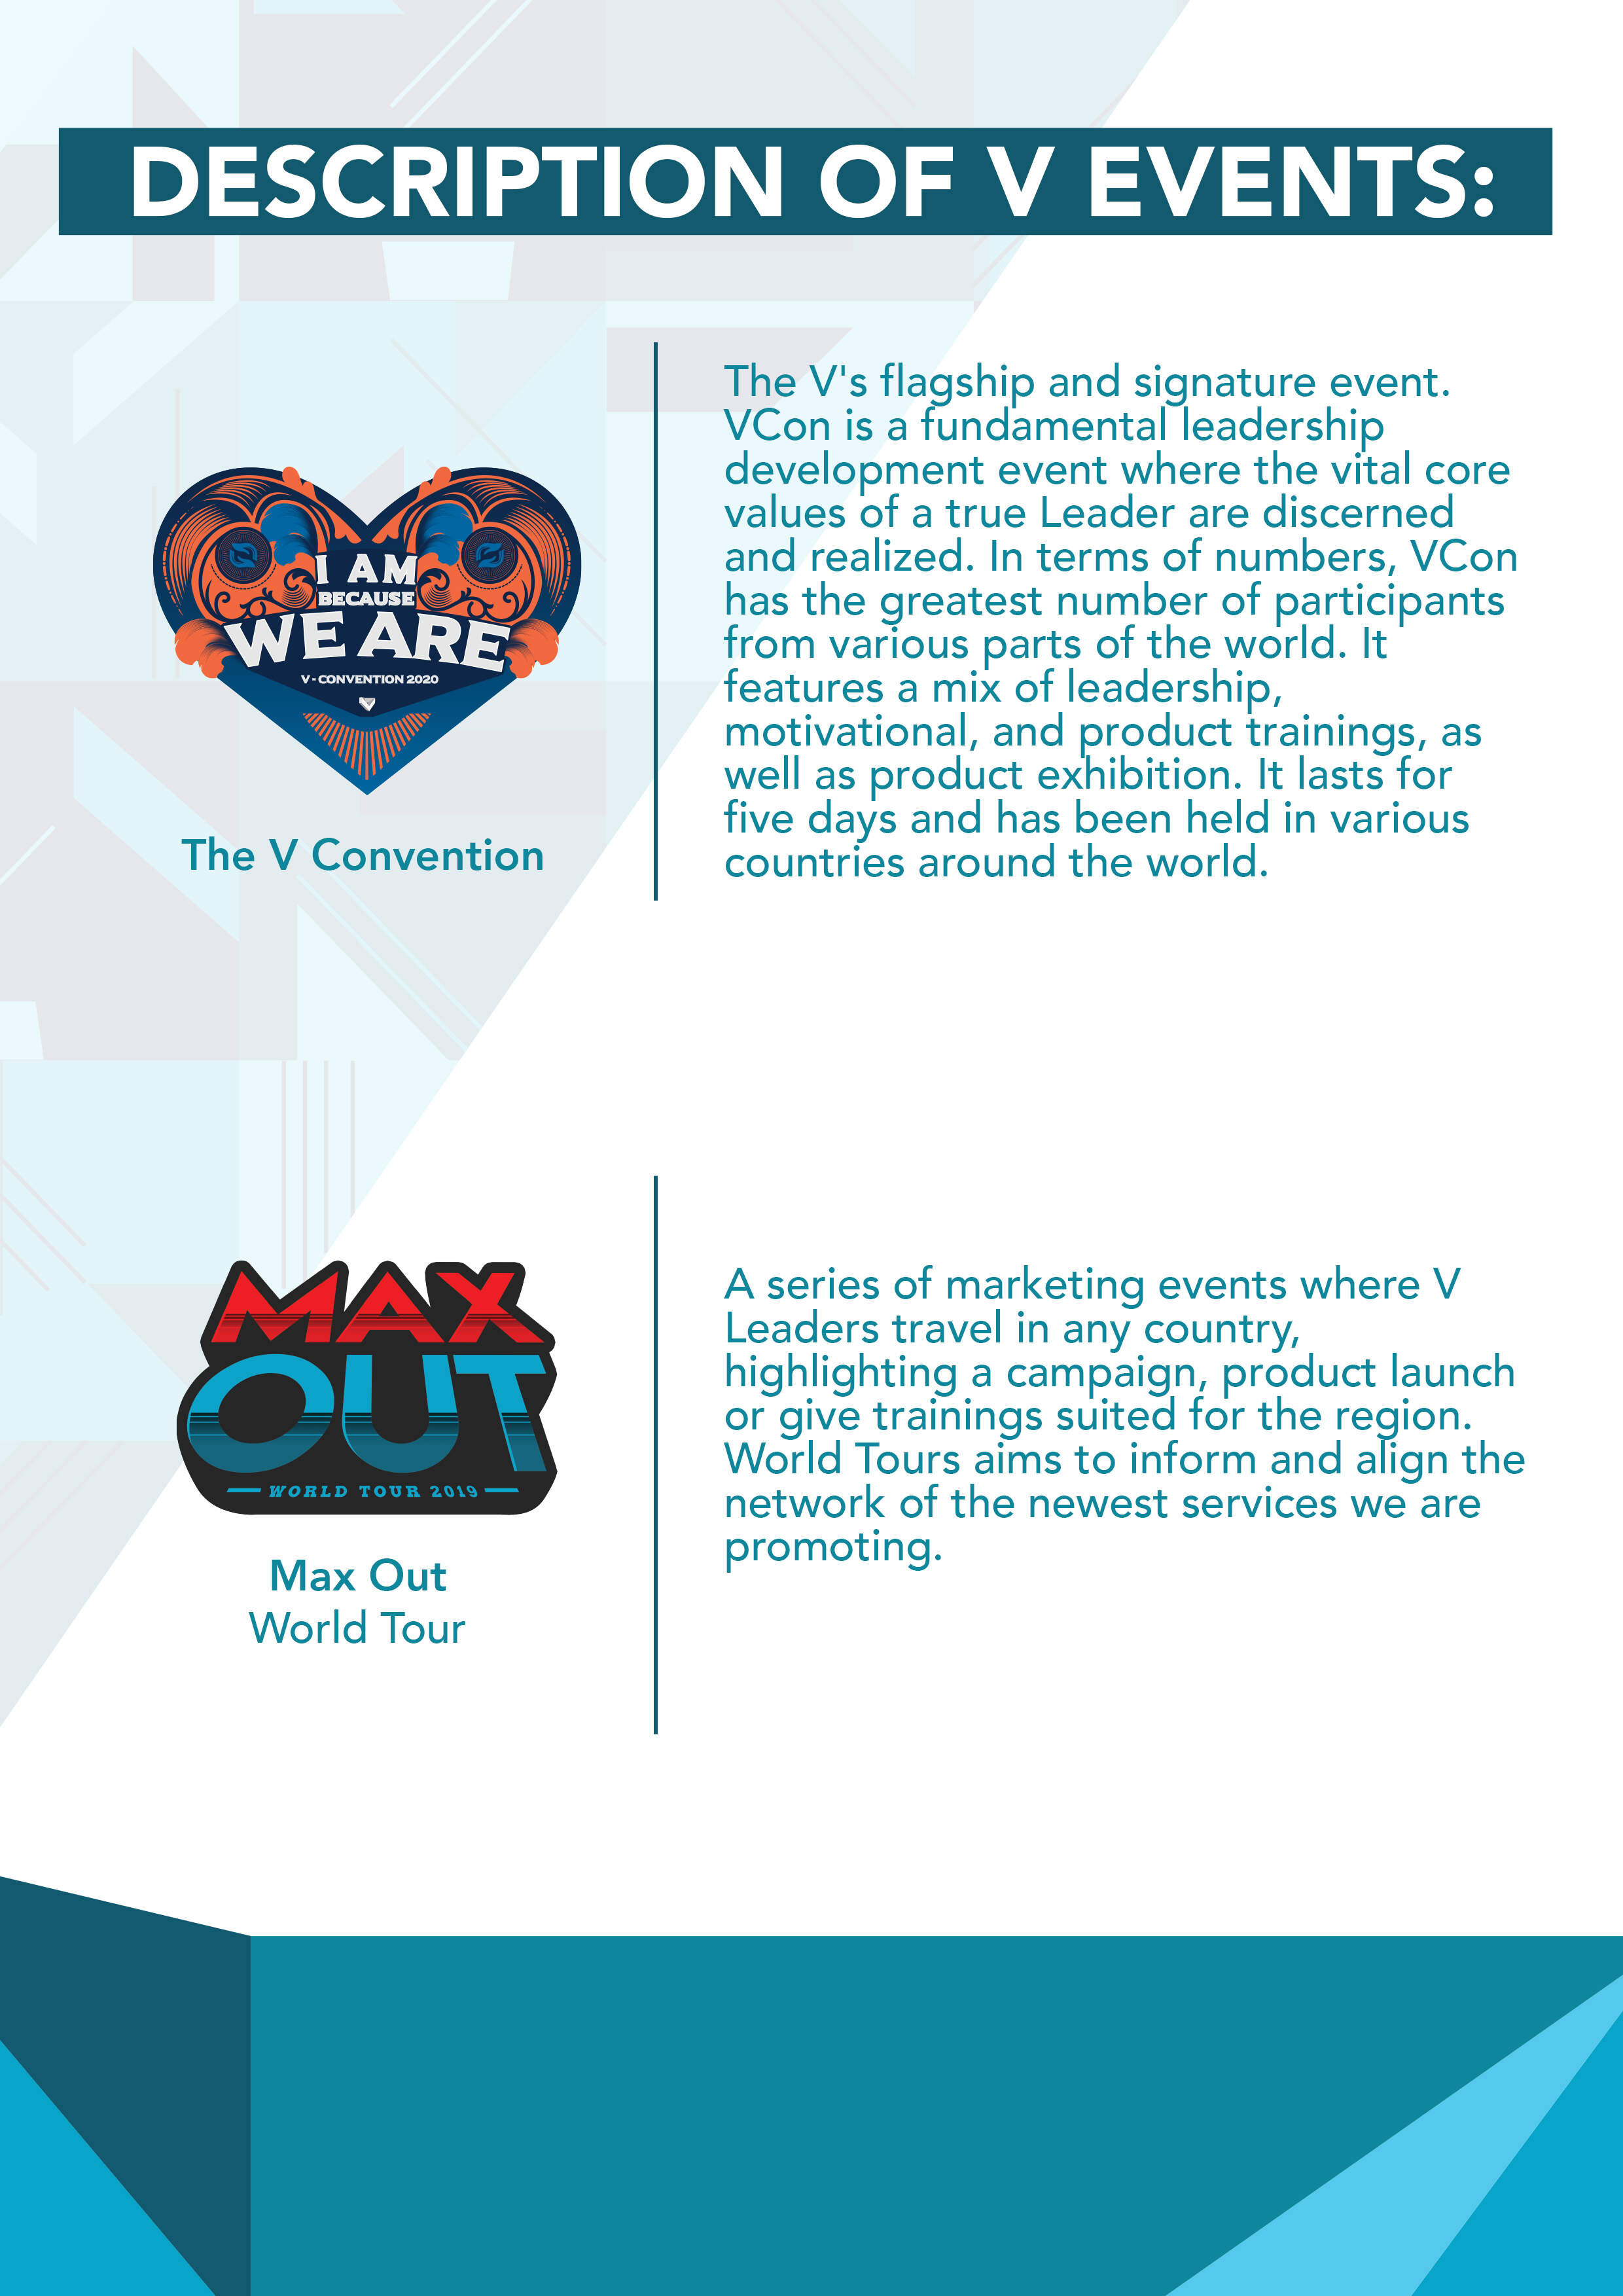 DESCRIPTION OF V EVENTS:
I AM
BECAUSE
WE ARE
V - CONVENTION 2020
The V Convention
The V's flagship and signature event.
VCon is a fundamental leadership
development event where the vital core
values of a true Leader are discerned
and realized. In terms of numbers, VCon
has the greatest number of participants
from various parts of the world. It
features a mix of leadership,
motivational, and product trainings, as
well as product exhibition. It lasts for
five days and has been held in various
countries around the world.
MAX
OUT
WORLD TOUR 2019
Max Out
World Tour
A series of marketing events where V
Leaders travel in any country,
highlighting a campaign, product launch
or give trainings suited for the region.
World Tours aims to inform and align the
network of the newest services we are
promoting.